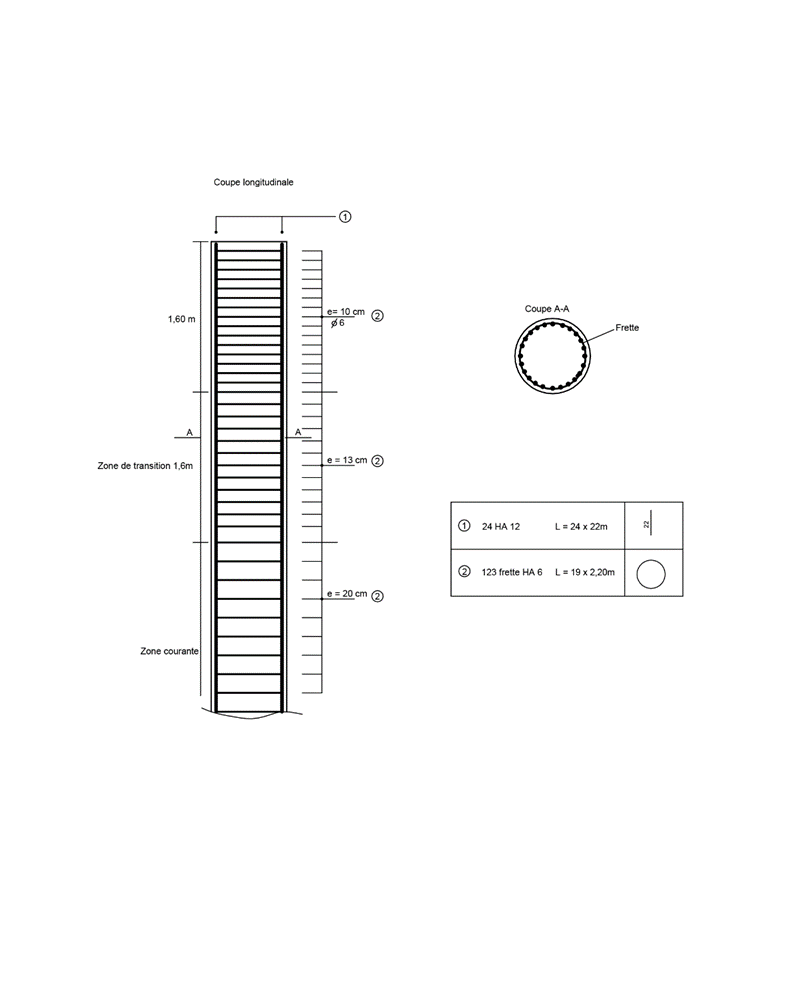 Coupe longitudinale
1
1,60 m
e= 10 cm
2
Ø 6
Coupe A-A
Frette
A
A
Zone de transition 1,6m
e = 13 cm
2
1
24 HA 12
L = 24 x 22m
22
2
123 frette HA 6
L = 19 x 2,20m
e = 20 cm
2
Zone courante